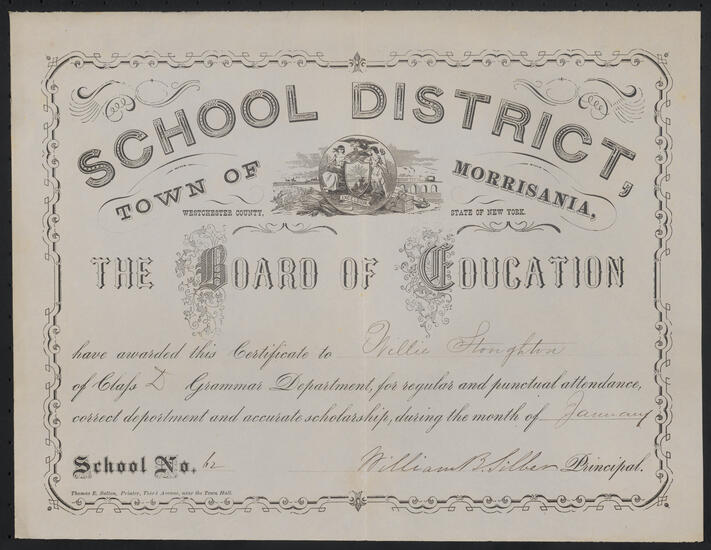 SCHOOL DISTRICT,
TOWN OF MORRISANIA,
WESTCHESTER COUNTY, STATE OF NEW YORK.
THE BOARD OF EDUCATION
have awarded this Certificate to Willie Stoughton
of Class D Grammar Department, for regular and punctual attendance,
correct deportment and accurate scholarship, during the month of January
School No. 62 William B Silber Principal.
Thomas E. Sutton, Printer, Third Avenue, near the Town Hall.